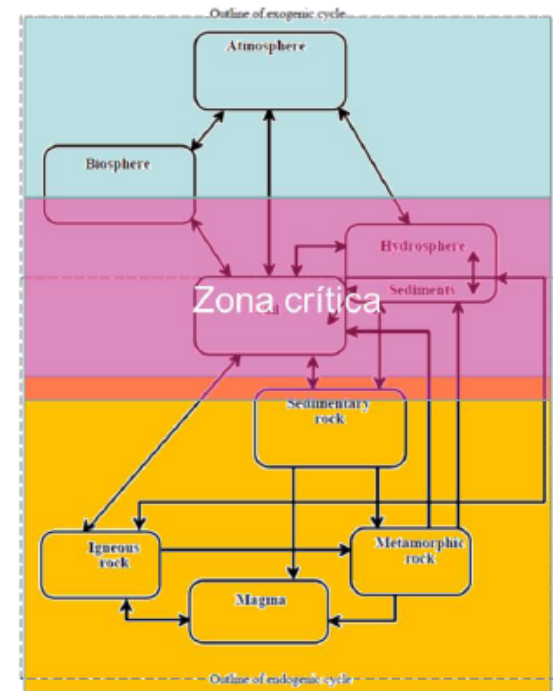 Outline of exogenic cycle
Atmosphere
Biosphere
Hydrosphere
Sediments
Zona crítica
Sedimentary
rock
Igneous
rock
Metamorphic
rock
Magma
Outline of endogenic cycle